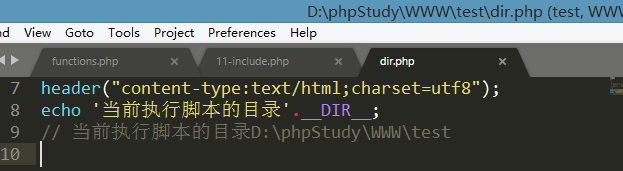 D:\phpStudy\WWW\test\dir.php (test, WWW
nd View Goto Tools Project Preferences Help
functions.php × 11-include.php × dir.php ×
7 header("content-type:text/html;charset=utf8");
8 echo '当前执行脚本的目录'.__DIR__;
9 // 当前执行脚本的目录D:\phpStudy\WWW\test
10